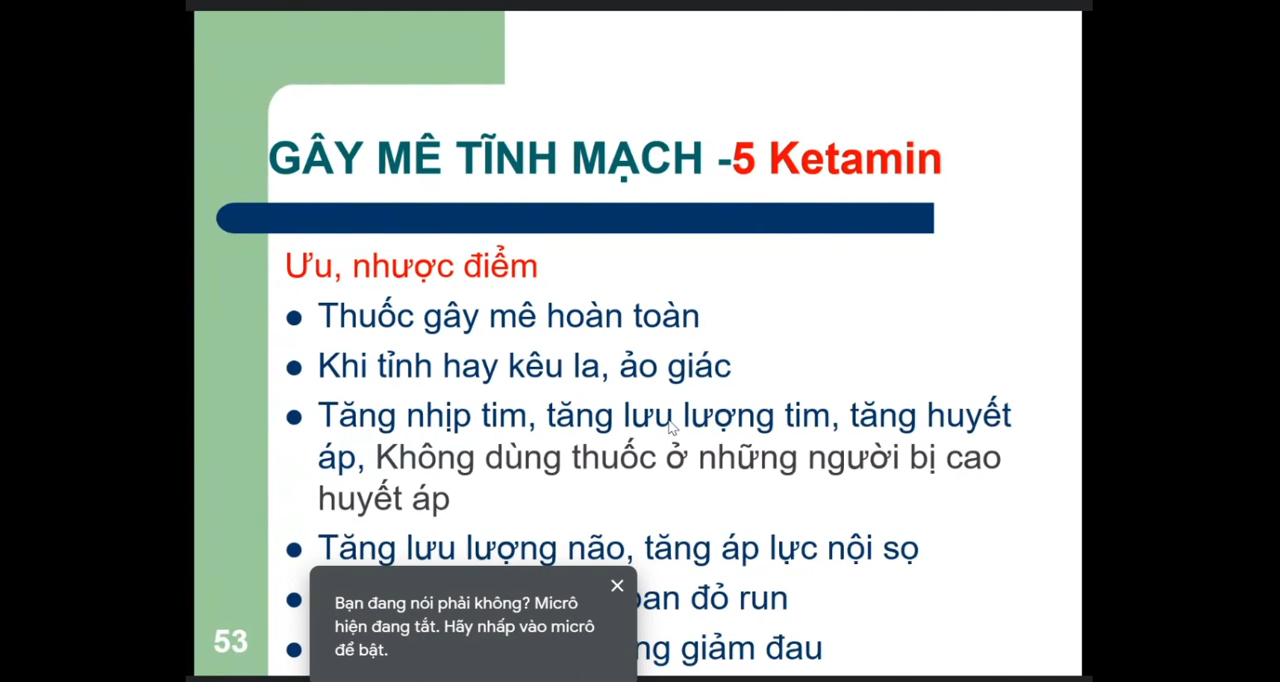 GÂY MÊ TĨNH MẠCH -5 Ketamin
Ưu, nhược điểm
Thuốc gây mê hoàn toàn
Khi tỉnh hay kêu la, ảo giác
Tăng nhịp tim, tăng lưu lượng tim, tăng huyết
áp, Không dùng thuốc ở những người bị cao
huyết áp
Tăng lưu lượng não, tăng áp lực nội sọ
đỏ run
giảm đau
Bạn đang nói phải không? Micrô
hiện đang tắt. Hãy nhấp vào micrô
để bật.
53